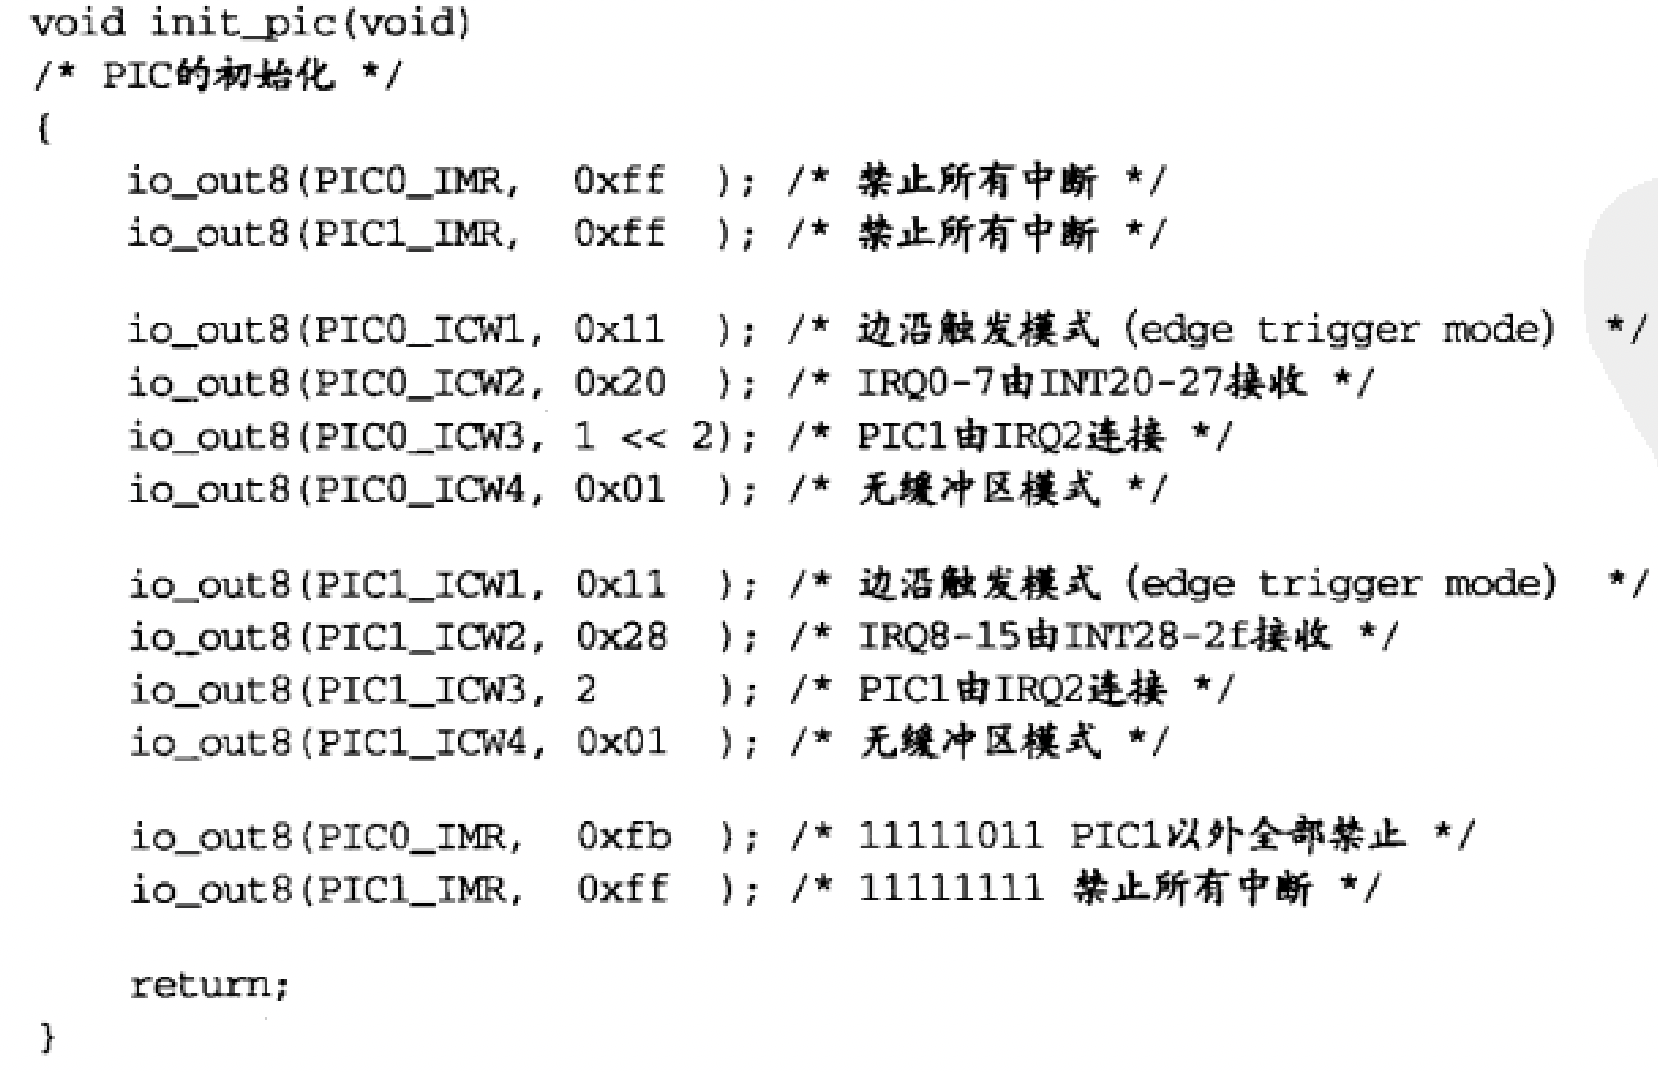 void init_pic(void)
/* PIC的初始化 */
{
    io_out8(PIC0_IMR,  0xff  ); /* 禁止所有中断 */
    io_out8(PIC1_IMR,  0xff  ); /* 禁止所有中断 */

    io_out8(PIC0_ICW1, 0x11  ); /* 边沿触发模式 (edge trigger mode)  */
    io_out8(PIC0_ICW2, 0x20  ); /* IRQ0-7由INT20-27接收 */
    io_out8(PIC0_ICW3, 1 << 2); /* PIC1由IRQ2连接 */
    io_out8(PIC0_ICW4, 0x01  ); /* 无缓冲区模式 */

    io_out8(PIC1_ICW1, 0x11  ); /* 边沿触发模式 (edge trigger mode)  */
    io_out8(PIC1_ICW2, 0x28  ); /* IRQ8-15由INT28-2f接收 */
    io_out8(PIC1_ICW3, 2     ); /* PIC1由IRQ2连接 */
    io_out8(PIC1_ICW4, 0x01  ); /* 无缓冲区模式 */

    io_out8(PIC0_IMR,  0xfb  ); /* 11111011 PIC1以外全部禁止 */
    io_out8(PIC1_IMR,  0xff  ); /* 11111111 禁止所有中断 */

    return;
}